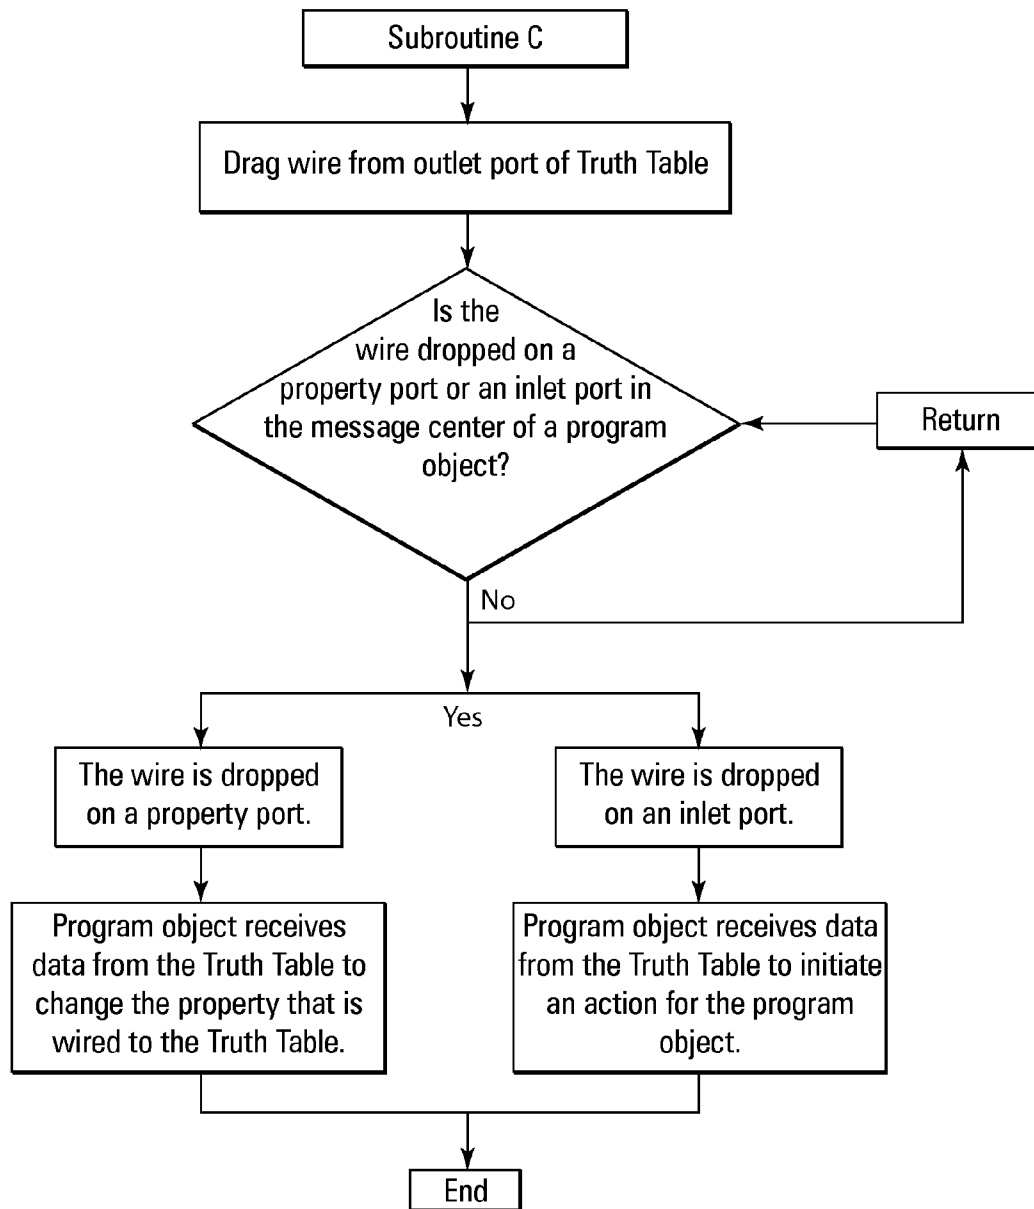 Subroutine C
Drag wire from outlet port of Truth Table
Is the
wire dropped on a
property port or an inlet port in
the message center of a program
object?
Return
No
Yes
The wire is dropped
on a property port.
The wire is dropped
on an inlet port.
Program object receives
data from the Truth Table to
change the property that is
wired to the Truth Table.
Program object receives data
from the Truth Table to initiate
an action for the program
object.
End